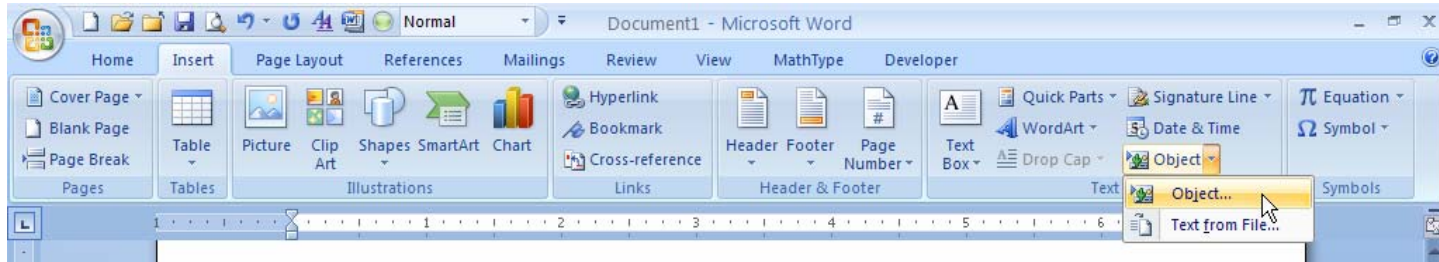 Normal Document1 - Microsoft Word
Home Insert Page Layout References Mailings Review View MathType Developer
Cover Page
Blank Page
Page Break
Pages
Table
Tables
Picture
Clip
Art
Shapes
SmartArt
Chart
Illustrations
Hyperlink
Bookmark
Cross-reference
Links
Header
Footer
Page
Number
Header & Footer
A
Text
Box
Quick Parts
WordArt
Drop Cap
Signature Line
Date & Time
Object
Text
π Equation
Ω Symbol
Symbols
Object...
Text from File...
L
1 1 2 3 4 5 6